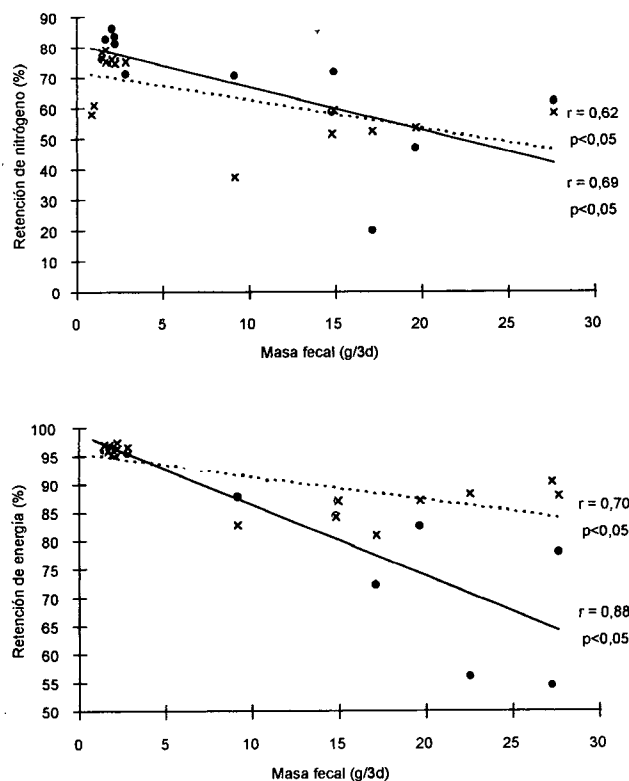 90
80
70
60
50
40
30
20
10
0
Retención de nitrógeno (%)
r = 0,62
p<0,05
r = 0,69
p<0,05
0 5 10 15 20 25 30
Masa fecal (g/3d)
100
95
90
85
80
75
70
65
60
55
50
Retención de energía (%)
r = 0,70
p<0,05
r = 0,88
p<0,05
0 5 10 15 20 25 30
Masa fecal (g/3d)